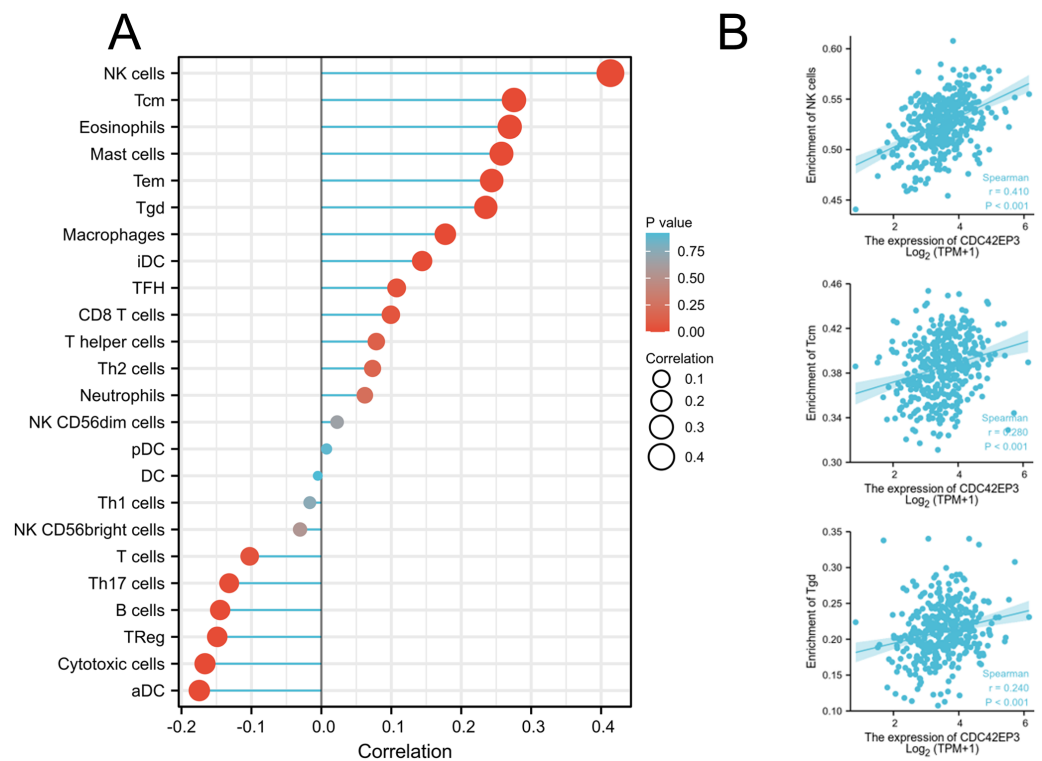 A
NK cells
Tcm
Eosinophils
Mast cells
Tem
Tgd
Macrophages
iDC
TFH
CD8 T cells
T helper cells
Th2 cells
Neutrophils
NK CD56dim cells
pDC
DC
Th1 cells
NK CD56bright cells
T cells
Th17 cells
B cells
TReg
Cytotoxic cells
aDC
-0.2 -0.1 0.0 0.1 0.2 0.3 0.4
Correlation
P value
0.75
0.50
0.25
0.00
Correlation
0.1
0.2
0.3
0.4
B
Enrichment of NK cells
0.60
0.55
0.50
0.45
Spearman
r = 0.410
P < 0.001
2 4 6
The expression of CDC42EP3
Log2 (TPM+1)
Enrichment of Tcm
0.46
0.42
0.38
0.34
0.30
Spearman
r = 0.280
P < 0.001
2 4 6
The expression of CDC42EP3
Log2 (TPM+1)
Enrichment of Tgd
0.35
0.30
0.25
0.20
0.15
0.10
Spearman
r = 0.240
P < 0.001
2 4 6
The expression of CDC42EP3
Log2 (TPM+1)